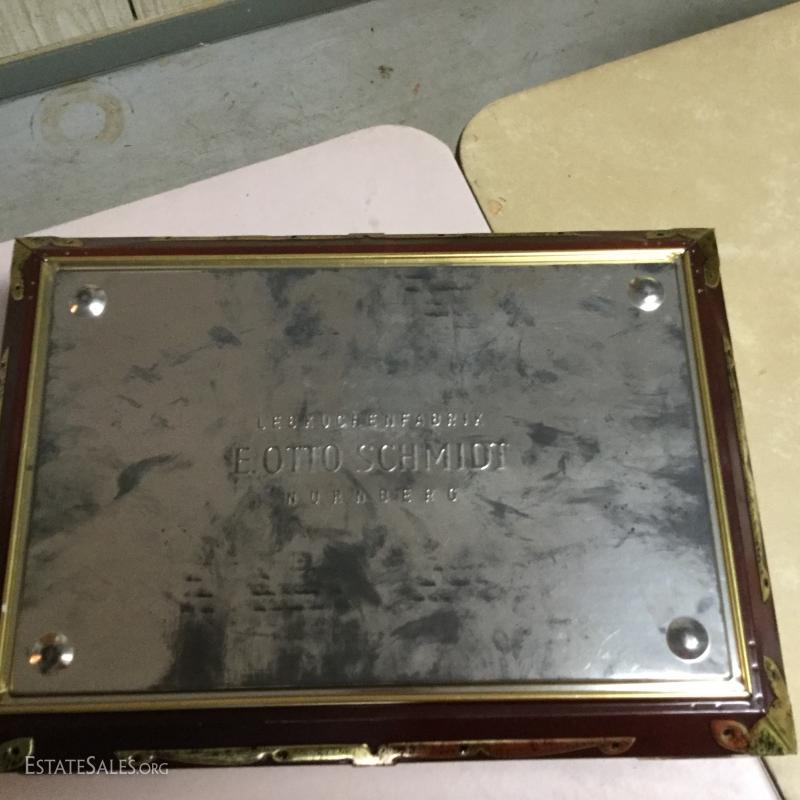 LEBKUCHENFABRIK
E. OTTO SCHMIDT
NÜRNBERG
ESTATESALES.ORG